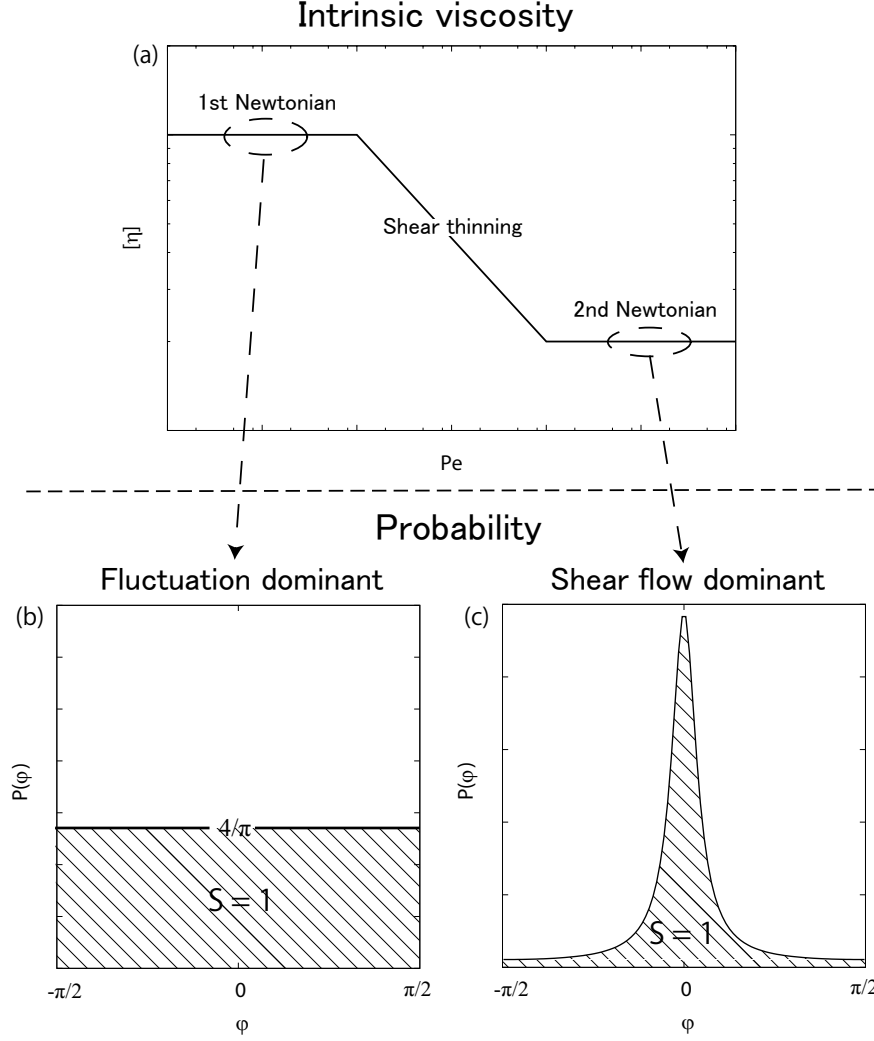 Intrinsic viscosity
(a)
1st Newtonian
Shear thinning
2nd Newtonian
[η]
Pe
Probability
Fluctuation dominant
(b)
4/π
S = 1
P(φ)
-π/2
0
π/2
φ
Shear flow dominant
(c)
S = 1
P(φ)
-π/2
0
π/2
φ